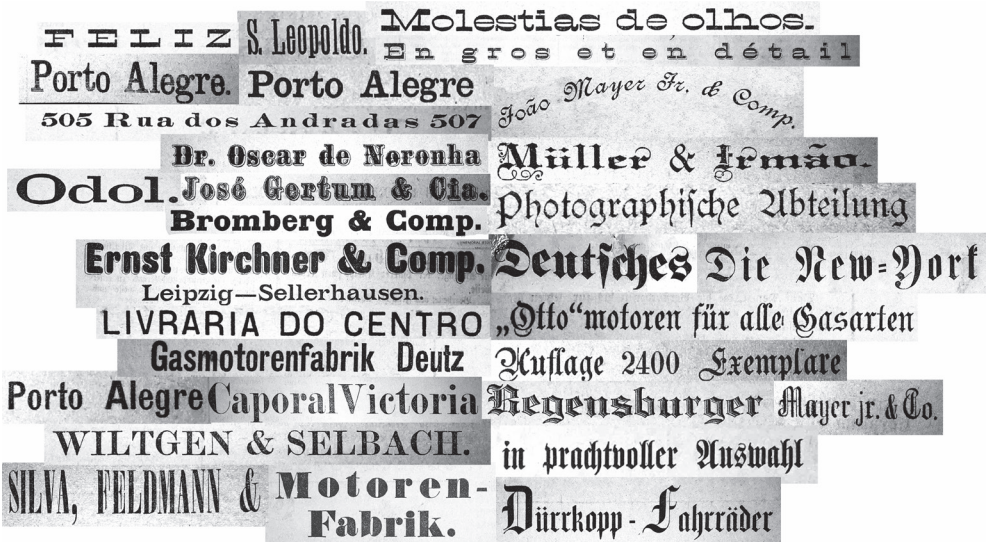 FELIZ
S. Leopoldo.
Porto Alegre.
Porto Alegre
505 Rua dos Andradas 507
Dr. Oscar de Noronha
Odol.
José Gertum & Cia.
Bromberg & Comp.
Ernst Kirchner & Comp.
Leipzig—Sellerhausen.
LIVRARIA DO CENTRO
Gasmotorenfabrik Deutz
Porto Alegre
Caporal Victoria
WILTGEN & SELBACH.
SILVA, FELDMANN &
Motoren-
Fabrik.
Molestias de olhos.
En gros et en détail
João Mayer Jr. & Comp.
Müller & Irmão.
Photographiſche Abteilung
Deutſches
Die New=York
„Otto“motoren für alle Gasarten
Auflage 2400 Exemplare
Regensburger
Mayer jr. & Co.
in prachtvoller Auswahl
Dürrkopp - Fahrräder